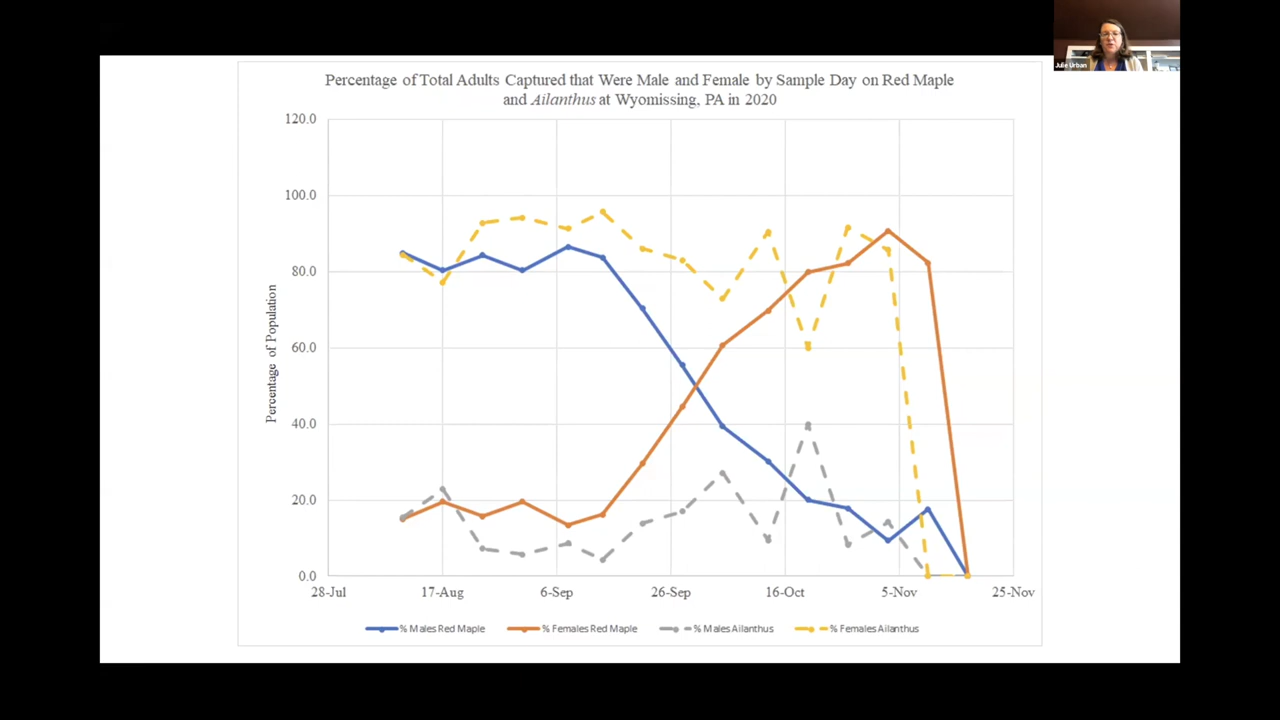 Julie Urban
Percentage of Total Adults Captured that Were Male and Female by Sample Day on Red Maple
and Ailanthus at Wyomissing, PA in 2020
120.0
100.0
80.0
60.0
40.0
20.0
0.0
Percentage of Population
28-Jul 17-Aug 6-Sep 26-Sep 16-Oct 5-Nov 25-Nov
% Males Red Maple % Females Red Maple % Males Ailanthus % Females Ailanthus